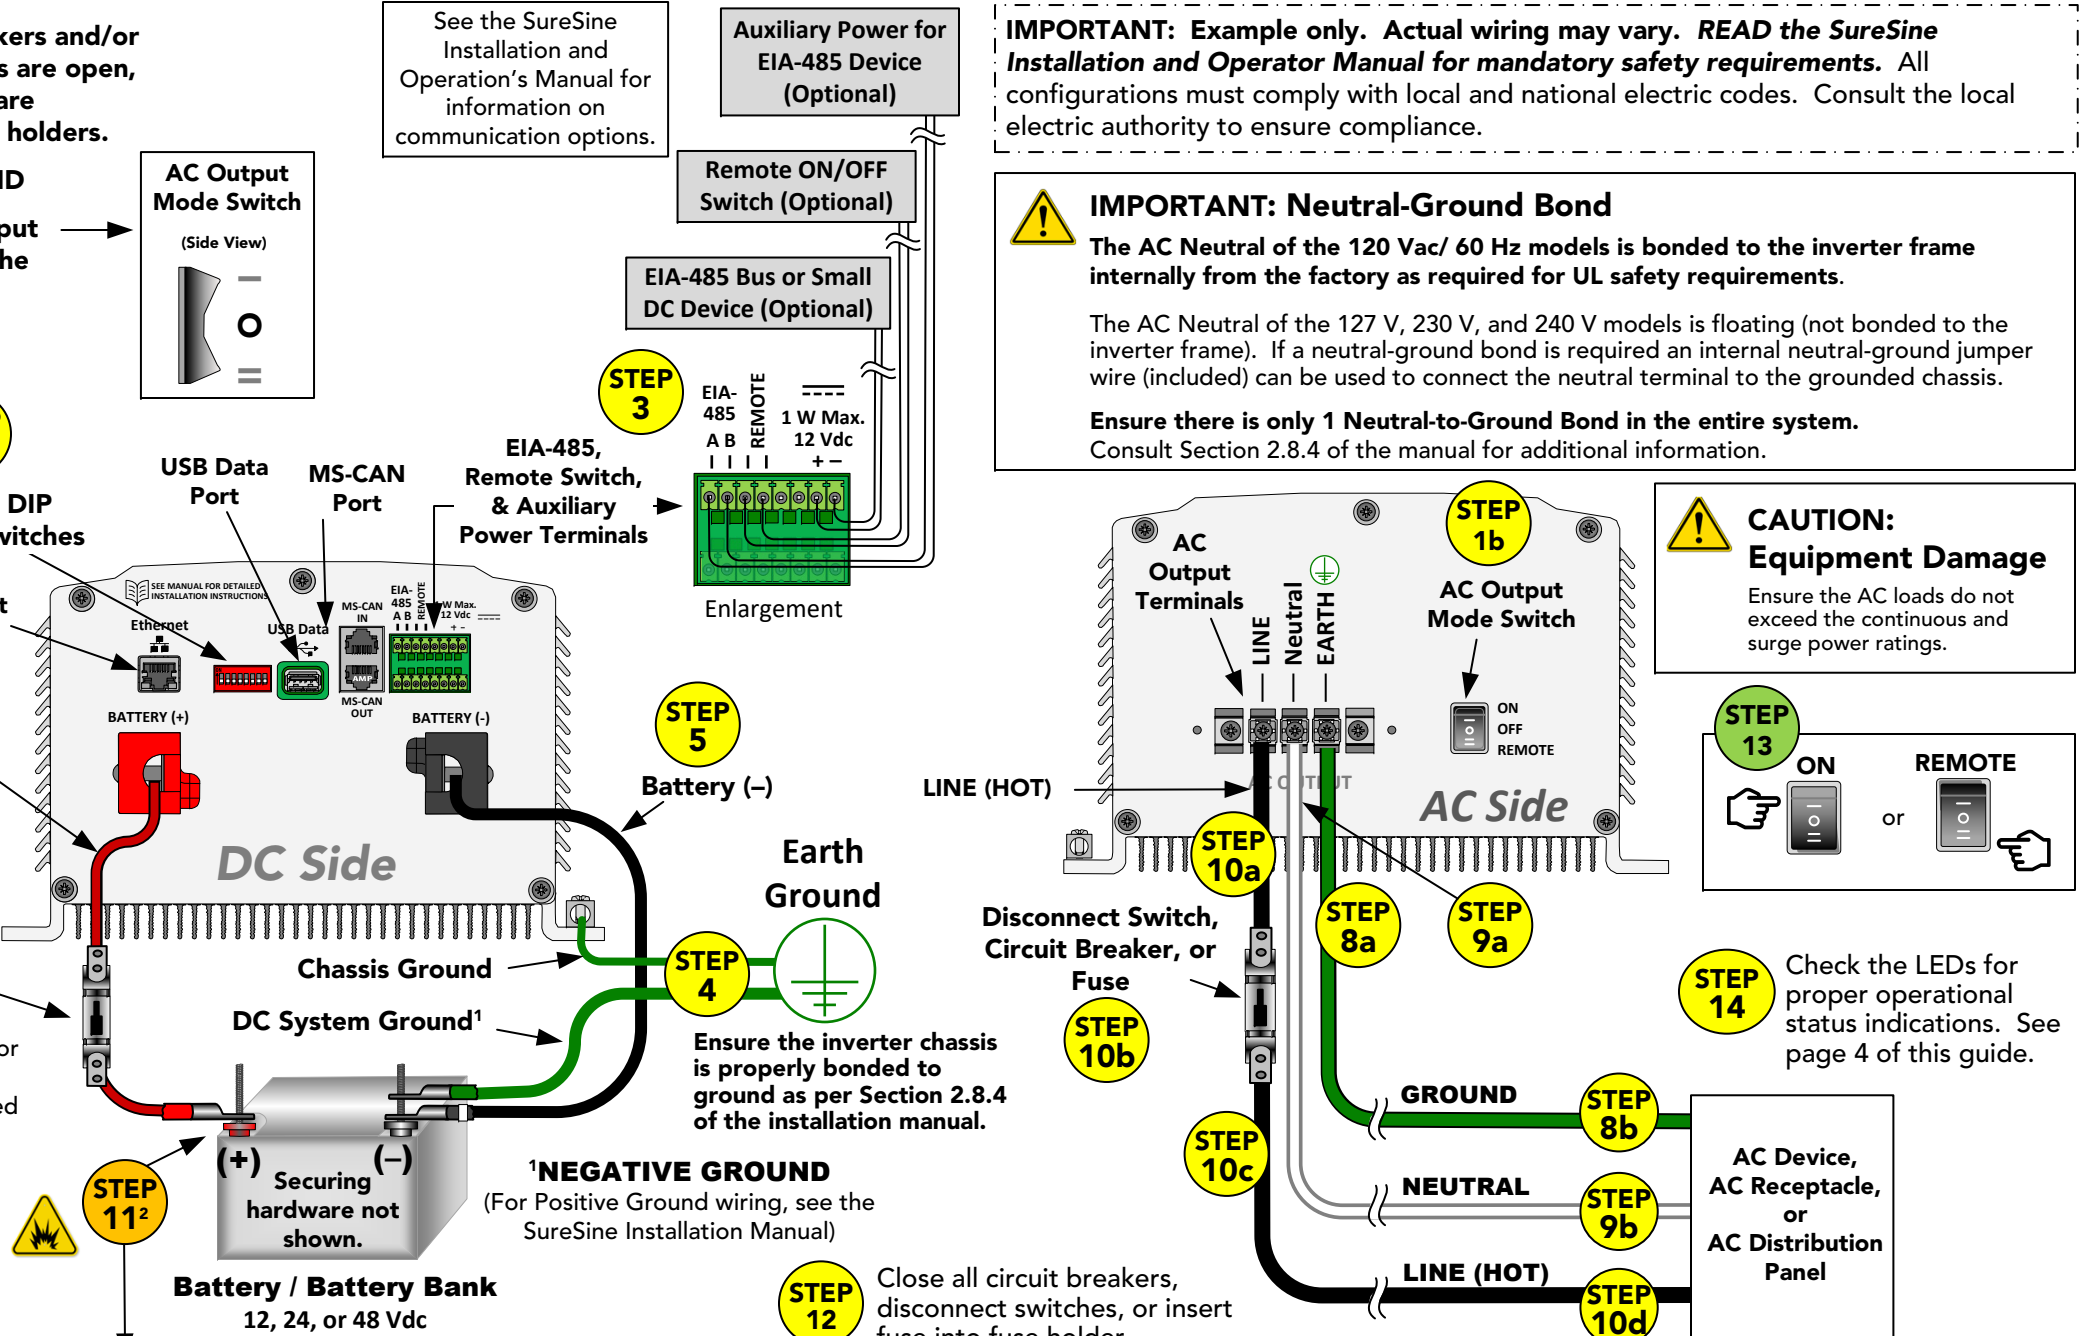 kers and/or
s are open,
are
holders.
ND
put
he
AC Output
Mode Switch
(Side View)
DIP
witches
t
or
ed
See the SureSine
Installation and
Operation's Manual for
information on
communication options.
Auxiliary Power for
EIA-485 Device
(Optional)
Remote ON/OFF
Switch (Optional)
EIA-485 Bus or Small
DC Device (Optional)
IMPORTANT: Example only. Actual wiring may vary. READ the SureSine
Installation and Operator Manual for mandatory safety requirements. All
configurations must comply with local and national electric codes. Consult the local
electric authority to ensure compliance.
IMPORTANT: Neutral-Ground Bond
The AC Neutral of the 120 Vac/ 60 Hz models is bonded to the inverter frame
internally from the factory as required for UL safety requirements.
The AC Neutral of the 127 V, 230 V, and 240 V models is floating (not bonded to the
inverter frame). If a neutral-ground bond is required an internal neutral-ground jumper
wire (included) can be used to connect the neutral terminal to the grounded chassis.
Ensure there is only 1 Neutral-to-Ground Bond in the entire system.
Consult Section 2.8.4 of the manual for additional information.
STEP
3
EIA-
485
A B
REMOTE
1 W Max.
12 Vdc
+ –
Enlargement
USB Data
Port
MS-CAN
Port
EIA-485,
Remote Switch,
& Auxiliary
Power Terminals
SEE MANUAL FOR DETAILED
INSTALLATION INSTRUCTIONS
Ethernet
USB Data
MS-CAN
IN
AMP
MS-CAN
OUT
EIA-
485
A B
REMOTE
W Max.
12 Vdc
+ –
BATTERY (+)
BATTERY (-)
DC Side
STEP
5
Battery (–)
Earth
Ground
STEP
4
Chassis Ground
DC System Ground¹
Ensure the inverter chassis
is properly bonded to
ground as per Section 2.8.4
of the installation manual.
¹NEGATIVE GROUND
(For Positive Ground wiring, see the
SureSine Installation Manual)
STEP
11²
(+)
(–)
Securing
hardware not
shown.
Battery / Battery Bank
12, 24, or 48 Vdc
STEP
12
Close all circuit breakers,
disconnect switches, or insert
fuse into fuse holder
AC
Output
Terminals
LINE
Neutral
EARTH
STEP
1b
AC Output
Mode Switch
ON
OFF
REMOTE
AC OUTPUT
AC Side
LINE (HOT)
STEP
10a
STEP
8a
STEP
9a
Disconnect Switch,
Circuit Breaker, or
Fuse
STEP
10b
STEP
10c
GROUND
STEP
8b
NEUTRAL
STEP
9b
LINE (HOT)
STEP
10d
AC Device,
AC Receptacle,
or
AC Distribution
Panel
CAUTION:
Equipment Damage
Ensure the AC loads do not
exceed the continuous and
surge power ratings.
STEP
13
ON
or
REMOTE
STEP
14
Check the LEDs for
proper operational
status indications. See
page 4 of this guide.